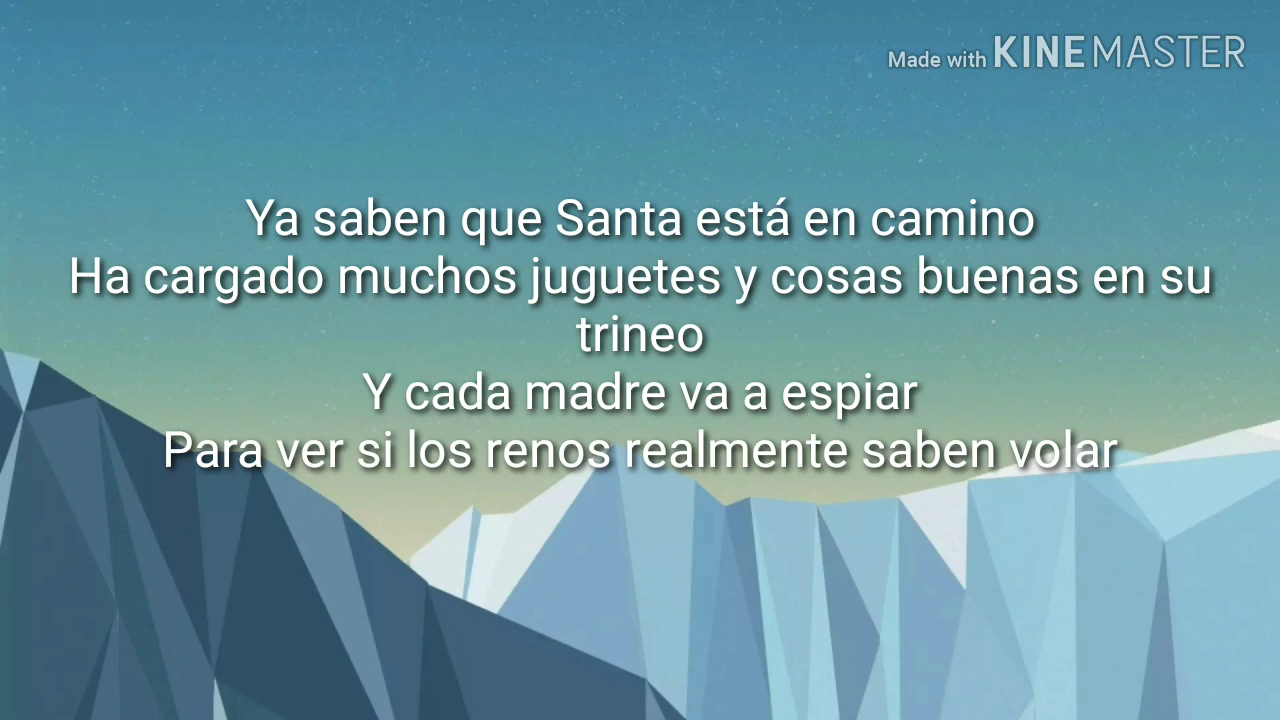 Made with KINEMASTER
Ya saben que Santa está en camino
Ha cargado muchos juguetes y cosas buenas en su
trineo
Y cada madre va a espiar
Para ver si los renos realmente saben volar